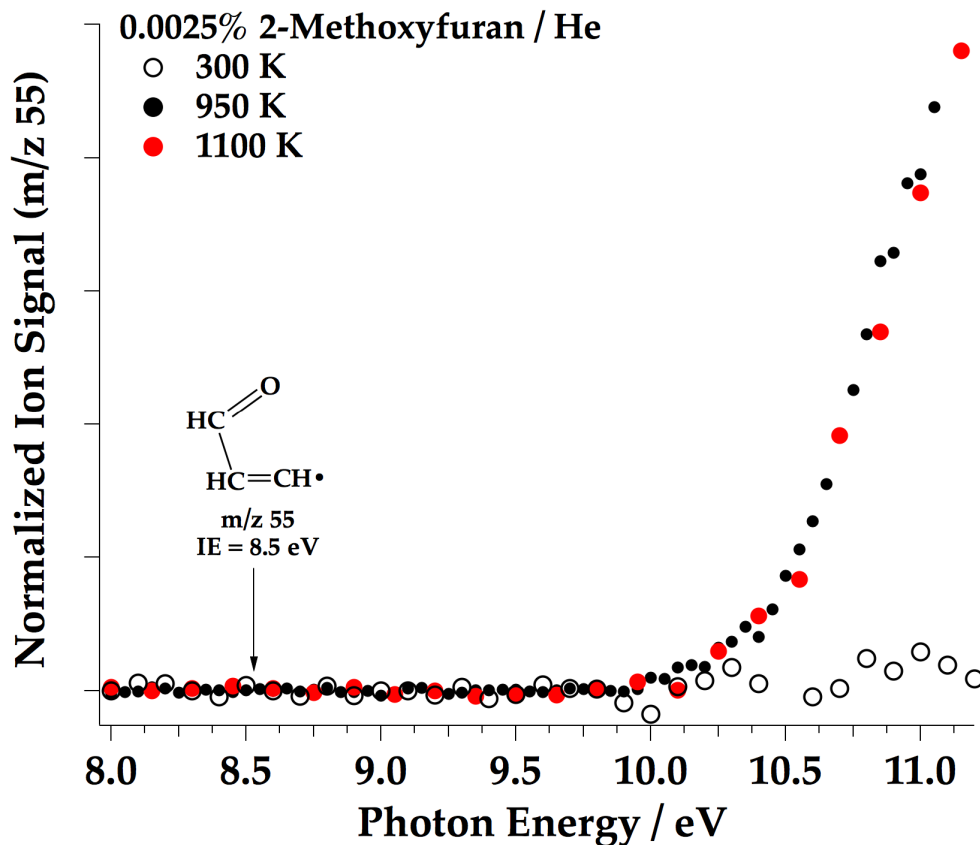 0.0025% 2-Methoxyfuran / He
300 K
950 K
1100 K
Normalized Ion Signal (m/z 55)
O
HC
HC=CH•
m/z 55
IE = 8.5 eV
8.0 8.5 9.0 9.5 10.0 10.5 11.0
Photon Energy / eV